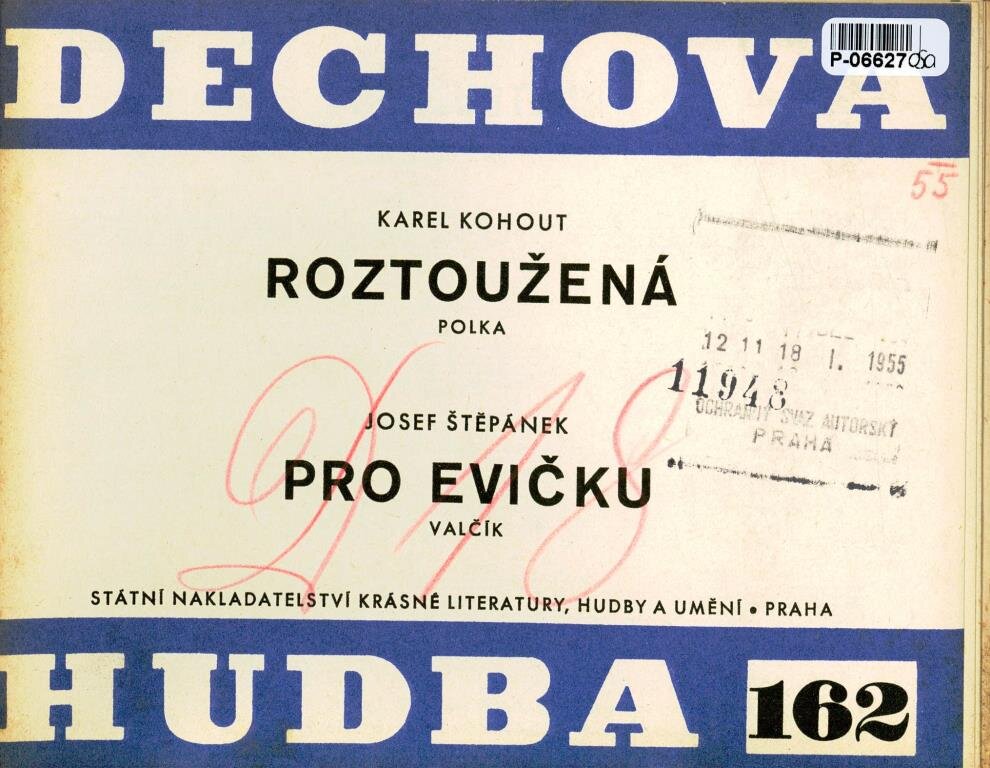 DECHOVÁ
P-06627
55
KAREL KOHOUT
ROZTOUŽENÁ
POLKA
12 11 18 I. 1955
11948
OCHRANNÝ SVAZ AUTORSKÝ
PRAHA
JOSEF ŠTĚPÁNEK
PRO EVIČKU
VALČÍK
STÁTNÍ NAKLADATELSTVÍ KRÁSNÉ LITERATURY, HUDBY A UMĚNÍ • PRAHA
HUDBA 162